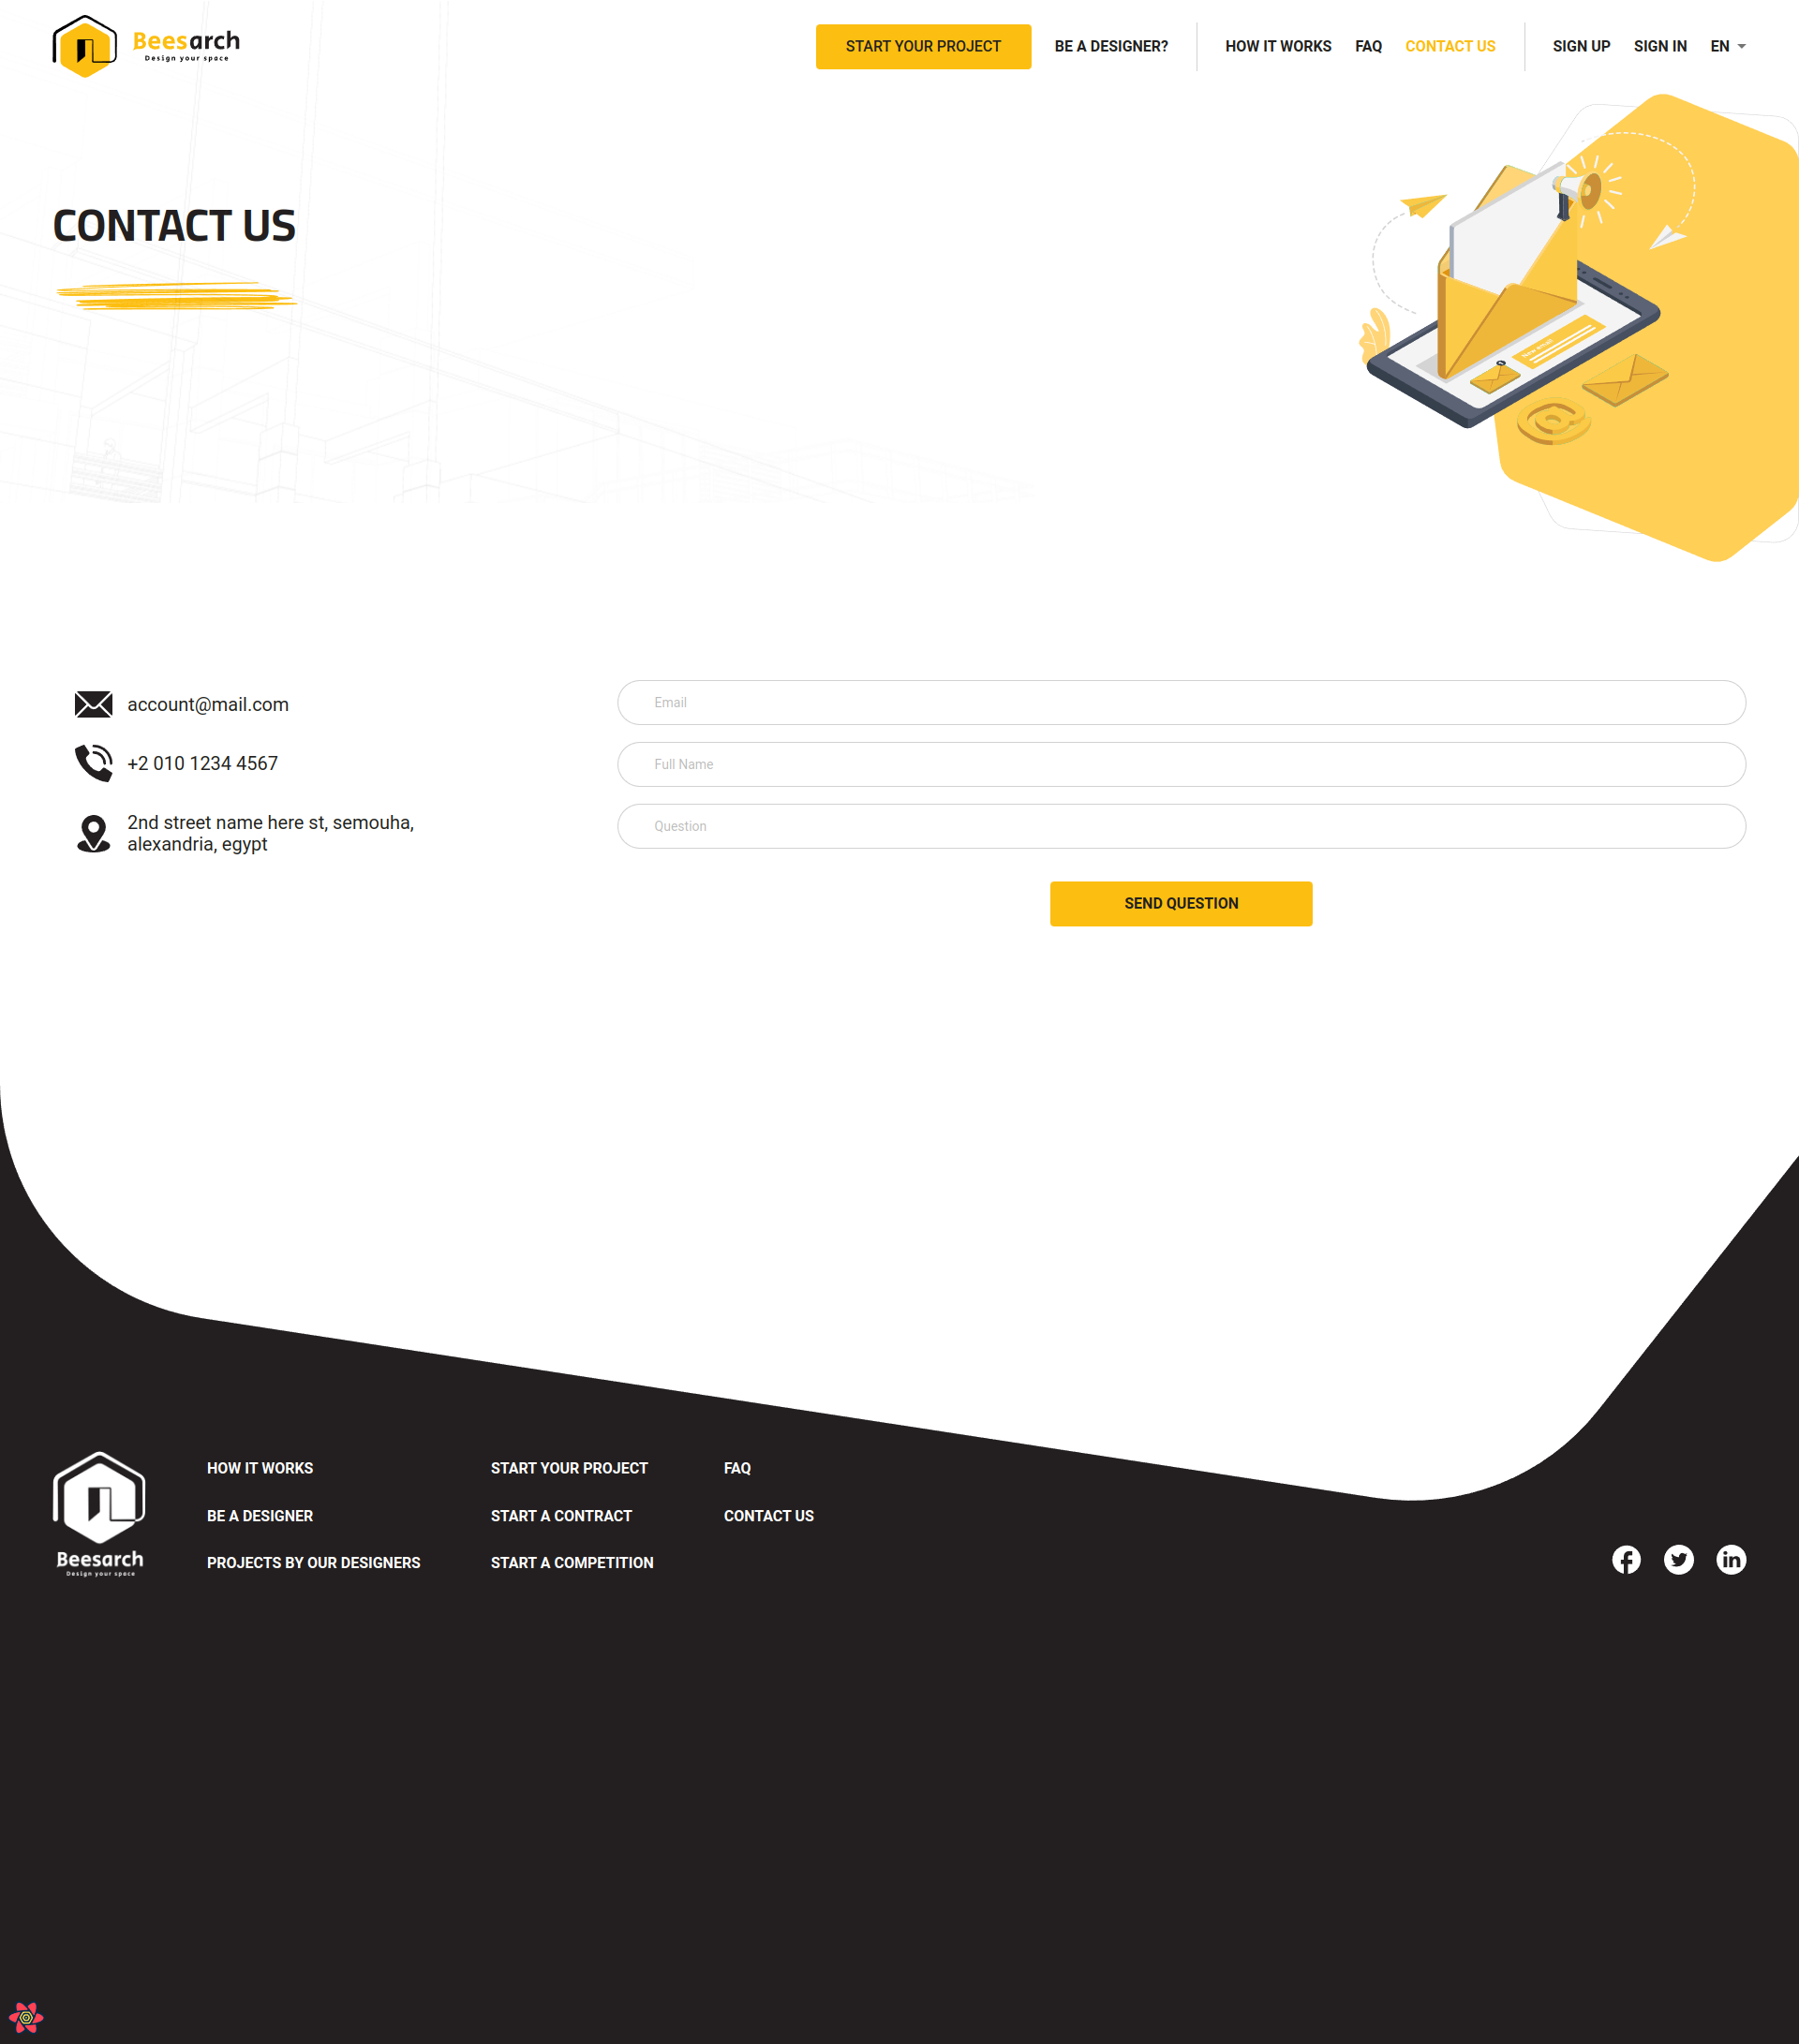 Beesarch
Design your space
START YOUR PROJECT
BE A DESIGNER?
HOW IT WORKS
FAQ
CONTACT US
SIGN UP
SIGN IN
EN
CONTACT US
account@mail.com
+2 010 1234 4567
2nd street name here st, semouha,
alexandria, egypt
Email
Full Name
Question
SEND QUESTION
HOW IT WORKS
BE A DESIGNER
PROJECTS BY OUR DESIGNERS
START YOUR PROJECT
START A CONTRACT
START A COMPETITION
FAQ
CONTACT US
Beesarch
Design your space